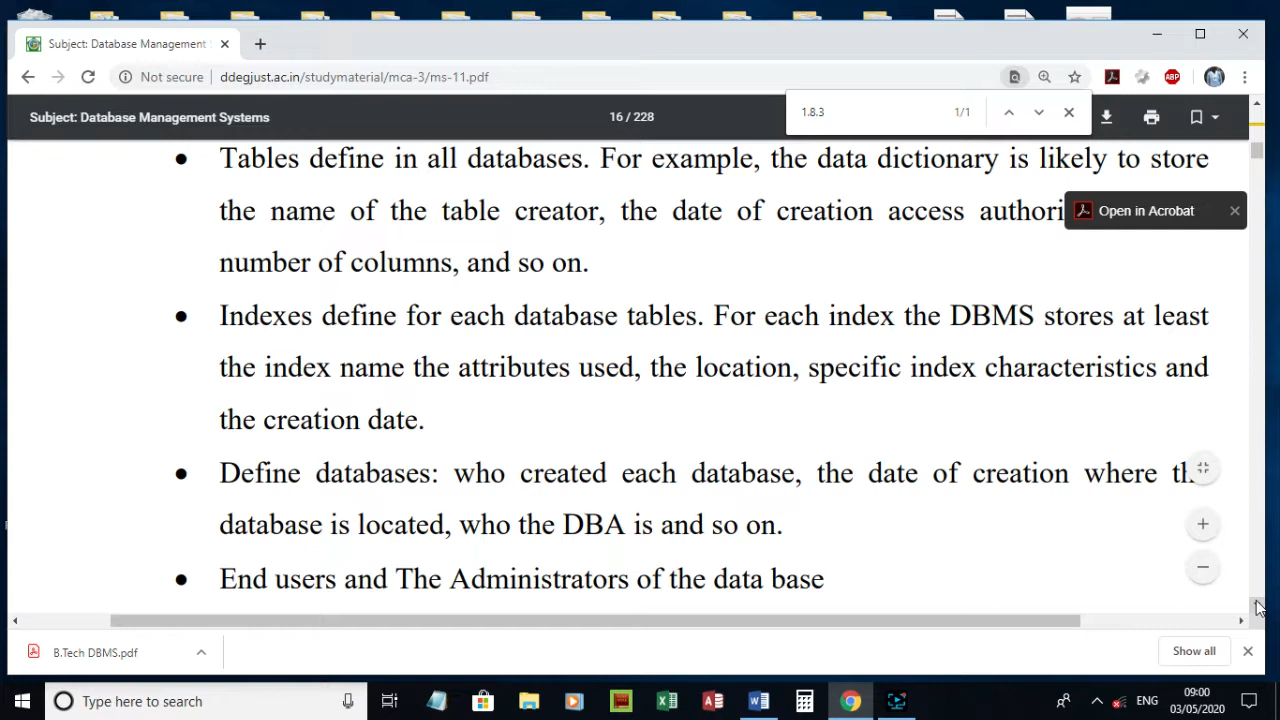 Subject: Database Management S
Not secure
ddegjust.ac.in/studymaterial/mca-3/ms-11.pdf
ABP
1.8.3
1/1
Subject: Database Management Systems
16 / 228
Open in Acrobat
• Tables define in all databases. For example, the data dictionary is likely to store
the name of the table creator, the date of creation access authori
number of columns, and so on.
• Indexes define for each database tables. For each index the DBMS stores at least
the index name the attributes used, the location, specific index characteristics and
the creation date.
• Define databases: who created each database, the date of creation where th
database is located, who the DBA is and so on.
• End users and The Administrators of the data base
B.Tech DBMS.pdf
Show all
Type here to search
ENG
09:00
03/05/2020